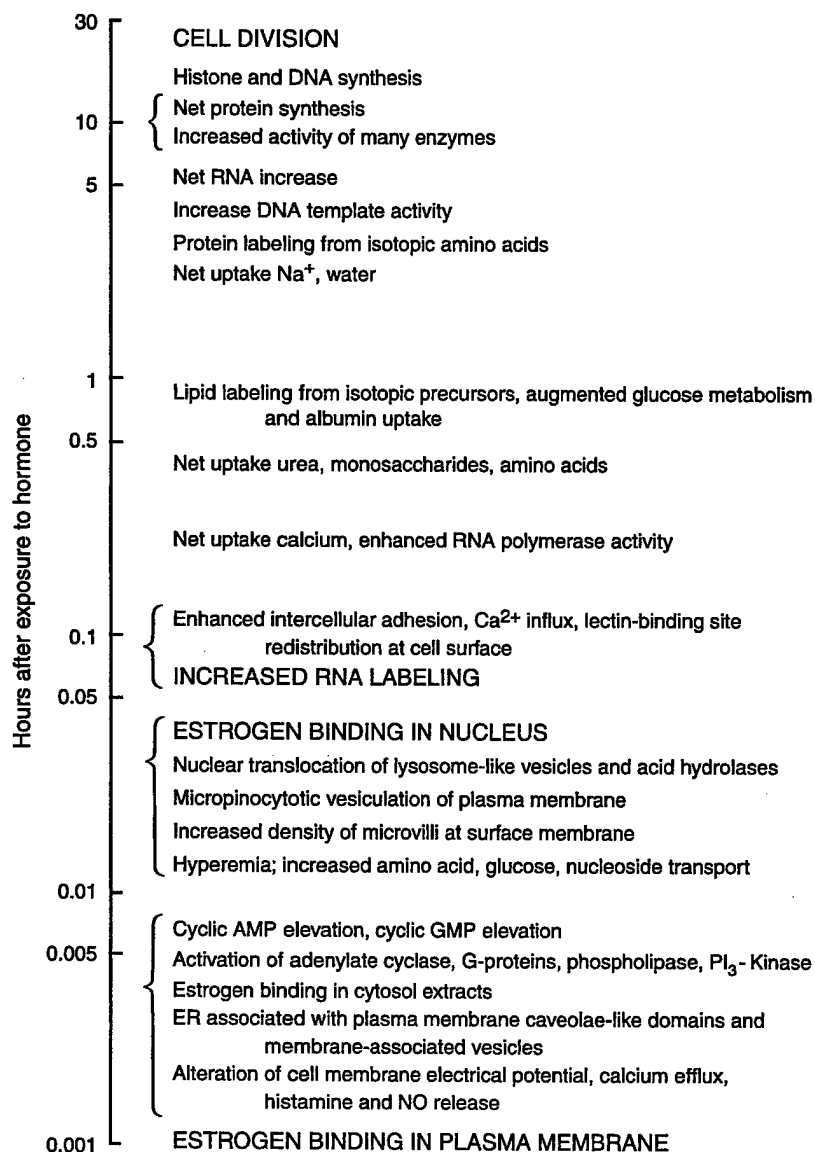 30
CELL DIVISION
Histone and DNA synthesis
Net protein synthesis
10
Increased activity of many enzymes
Net RNA increase
5
Increase DNA template activity
Protein labeling from isotopic amino acids
Net uptake Na⁺, water
1
Lipid labeling from isotopic precursors, augmented glucose metabolism
and albumin uptake
0.5
Net uptake urea, monosaccharides, amino acids
Net uptake calcium, enhanced RNA polymerase activity
Hours after exposure to hormone
Enhanced intercellular adhesion, Ca²⁺ influx, lectin-binding site
0.1
redistribution at cell surface
INCREASED RNA LABELING
0.05
ESTROGEN BINDING IN NUCLEUS
Nuclear translocation of lysosome-like vesicles and acid hydrolases
Micropinocytotic vesiculation of plasma membrane
Increased density of microvilli at surface membrane
Hyperemia; increased amino acid, glucose, nucleoside transport
0.01
Cyclic AMP elevation, cyclic GMP elevation
0.005
Activation of adenylate cyclase, G-proteins, phospholipase, PI₃- Kinase
Estrogen binding in cytosol extracts
ER associated with plasma membrane caveolae-like domains and
membrane-associated vesicles
Alteration of cell membrane electrical potential, calcium efflux,
histamine and NO release
0.001
ESTROGEN BINDING IN PLASMA MEMBRANE